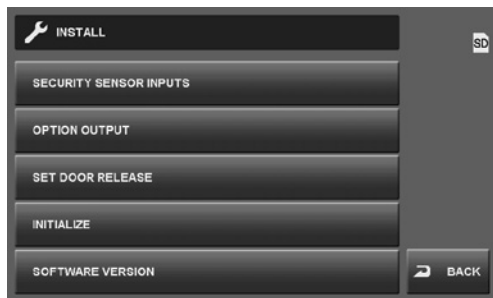 INSTALL
SD
SECURITY SENSOR INPUTS
OPTION OUTPUT
SET DOOR RELEASE
INITIALIZE
SOFTWARE VERSION
BACK